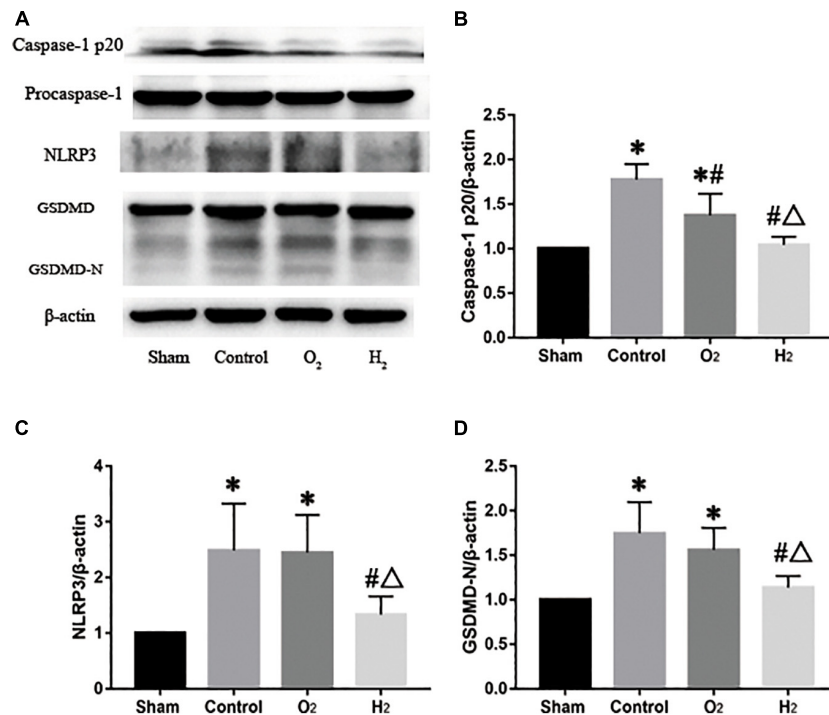 A
Caspase-1 p20
Procaspase-1
NLRP3
GSDMD
GSDMD-N
β-actin
Sham Control O₂ H₂
B
Caspase-1 p20/β-actin
2.5
2.0
1.5
1.0
0.5
0.0
* *# #△
Sham Control O2 H2
C
NLRP3/β-actin
4
3
2
1
0
* * #△
Sham Control O2 H2
D
GSDMD-N/β-actin
2.5
2.0
1.5
1.0
0.5
0.0
* * #△
Sham Control O2 H2